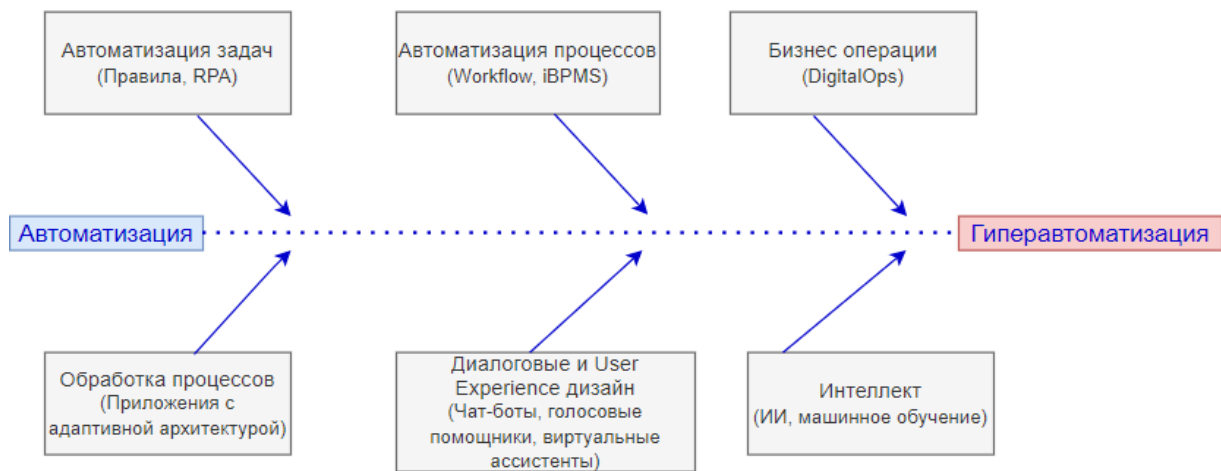 Автоматизация задач
(Правила, RPA)
Автоматизация процессов
(Workflow, iBPMS)
Бизнес операции
(DigitalOps)
Автоматизация
Гиперавтоматизация
Обработка процессов
(Приложения с
адаптивной архитектурой)
Диалоговые и User
Experience дизайн
(Чат-боты, голосовые
помощники, виртуальные
ассистенты)
Интеллект
(ИИ, машинное обучение)